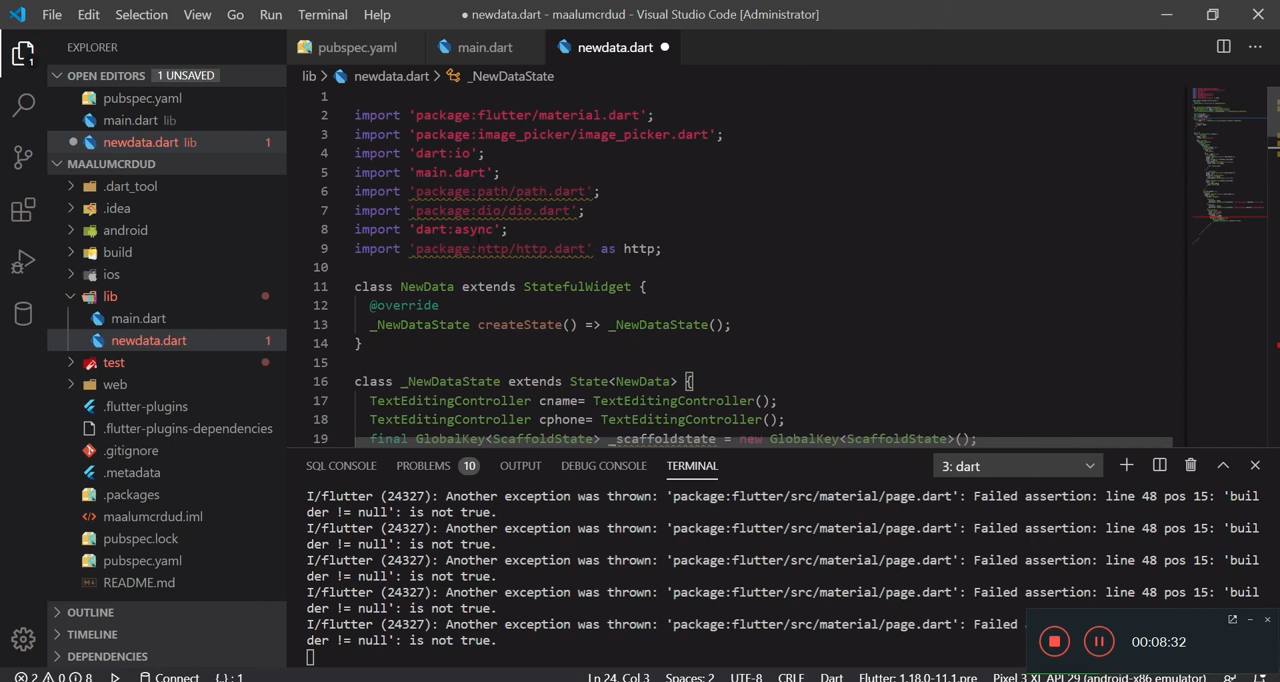 File Edit Selection View Go Run Terminal Help
● newdata.dart - maalumcrdud - Visual Studio Code [Administrator]
EXPLORER
pubspec.yaml main.dart newdata.dart
OPEN EDITORS 1 UNSAVED
lib > newdata.dart > _NewDataState
pubspec.yaml
main.dart lib
newdata.dart lib 1
MAALUMCRDUD
.dart_tool
.idea
android
build
ios
lib
main.dart
newdata.dart 1
test
web
.flutter-plugins
.flutter-plugins-dependencies
.gitignore
.metadata
.packages
maalumcrdud.iml
pubspec.lock
pubspec.yaml
README.md
OUTLINE
TIMELINE
DEPENDENCIES
1
1
2 import 'package:flutter/material.dart';
3 import 'package:image_picker/image_picker.dart';
4 import 'dart:io';
5 import 'main.dart';
6 import 'package:path/path.dart';
7 import 'package:dio/dio.dart';
8 import 'dart:async';
9 import 'package:http/http.dart' as http;
10
11 class NewData extends StatefulWidget {
12 @override
13 _NewDataState createState() => _NewDataState();
14 }
15
16 class _NewDataState extends State<NewData> {
17 TextEditingController cname= TextEditingController();
18 TextEditingController cphone= TextEditingController();
19 final GlobalKey<ScaffoldState> _scaffoldstate = new GlobalKey<ScaffoldState>();
SQL CONSOLE PROBLEMS 10 OUTPUT DEBUG CONSOLE TERMINAL 3: dart
I/flutter (24327): Another exception was thrown: 'package:flutter/src/material/page.dart': Failed assertion: line 48 pos 15: 'buil
der != null': is not true.
I/flutter (24327): Another exception was thrown: 'package:flutter/src/material/page.dart': Failed assertion: line 48 pos 15: 'buil
der != null': is not true.
I/flutter (24327): Another exception was thrown: 'package:flutter/src/material/page.dart': Failed assertion: line 48 pos 15: 'buil
der != null': is not true.
I/flutter (24327): Another exception was thrown: 'package:flutter/src/material/page.dart': Failed assertion: line 48 pos 15: 'buil
der != null': is not true.
I/flutter (24327): Another exception was thrown: 'package:flutter/src/material/page.dart': Failed
der != null': is not true.
00:08:32
2 0 8 Connect {..}: 1 Ln 24, Col 3 Spaces: 2 UTF-8 CRLF Dart Flutter: 1.18.0-11.1.pre Pixel 3 XL API 29 (android-x86 emulator)